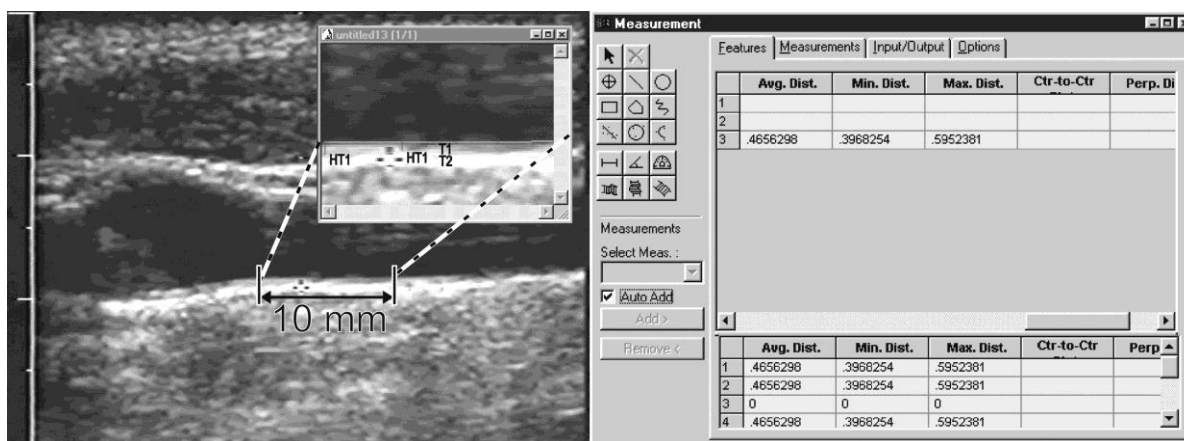 untitled13 (1/1)
HT1 HT1 T1
T2
10 mm
Measurement
Features Measurements Input/Output Options
Avg. Dist. Min. Dist. Max. Dist. Ctr-to-Ctr Perp. Di
1
2
3 .4656298 .3968254 .5952381
Measurements
Select Meas. :
Auto Add
Add >
Remove <
Avg. Dist. Min. Dist. Max. Dist. Ctr-to-Ctr Perp.
1 .4656298 .3968254 .5952381
2 .4656298 .3968254 .5952381
3 0 0 0
4 .4656298 .3968254 .5952381